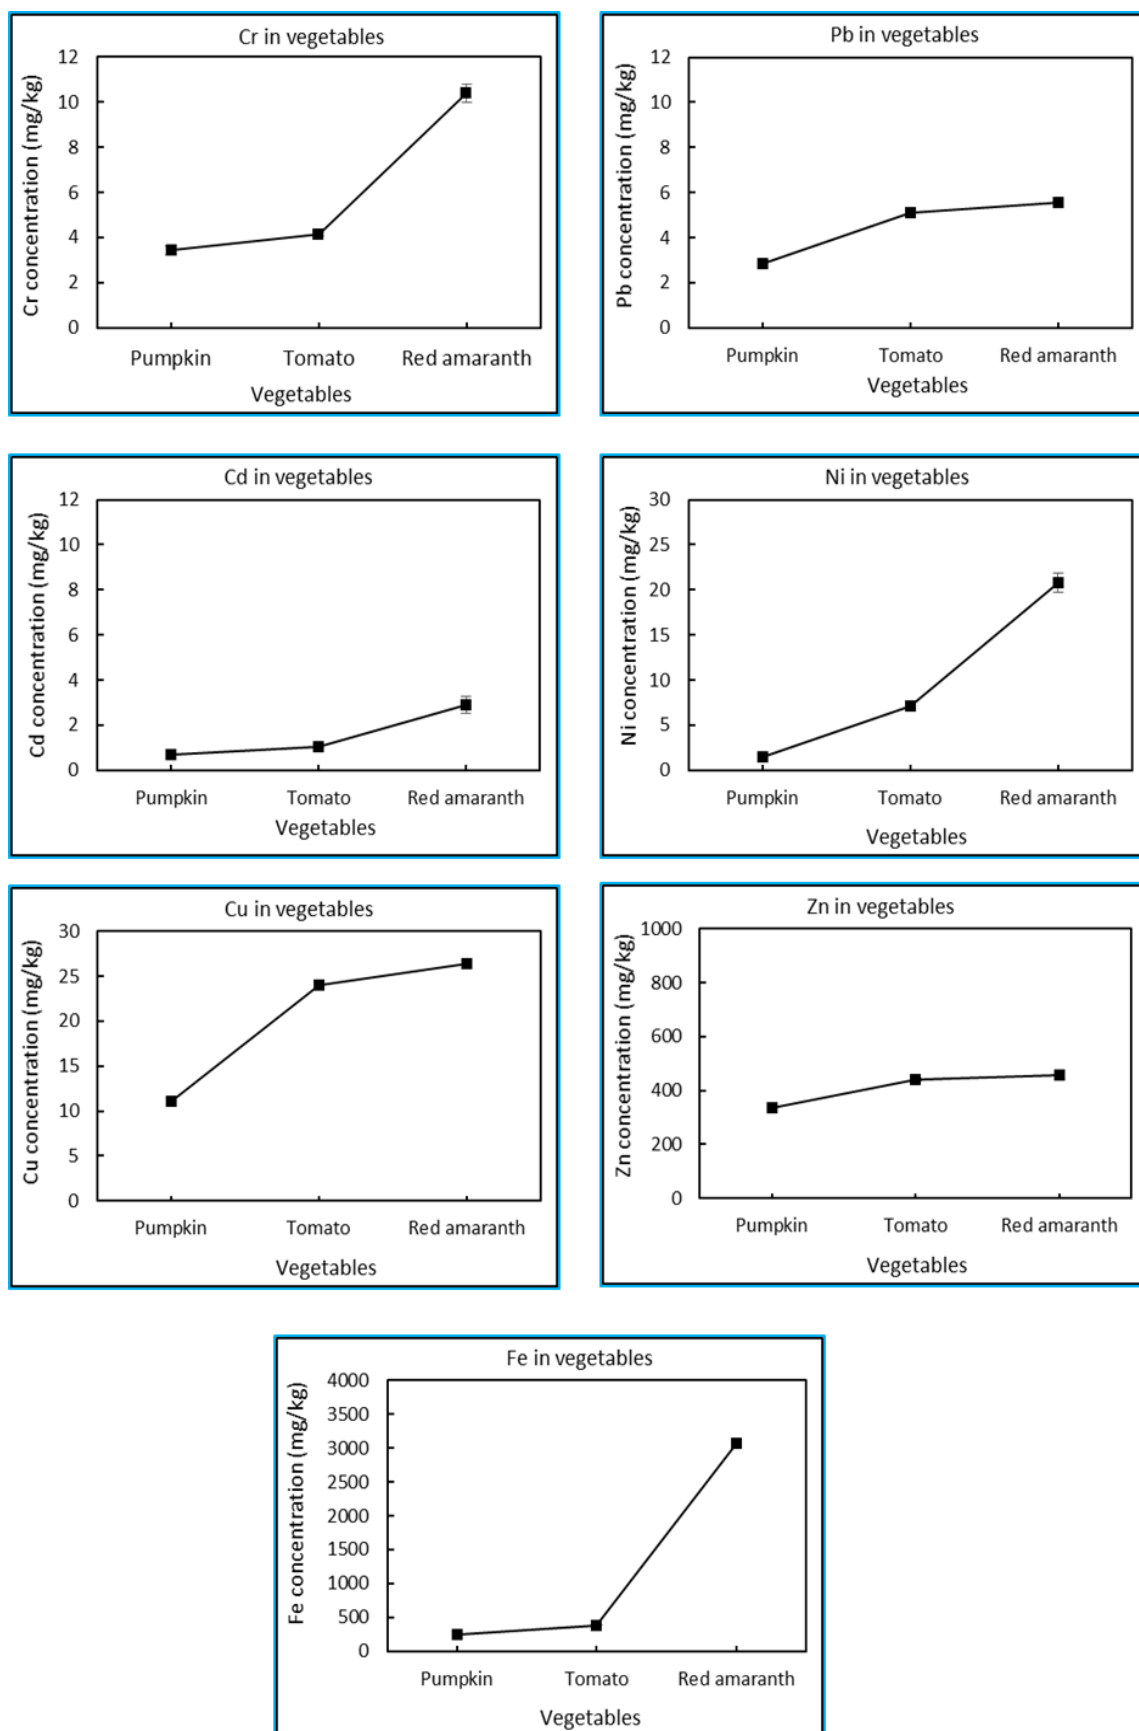 Cr in vegetables
Cr concentration (mg/kg)
12
10
8
6
4
2
0
Pumpkin Tomato Red amaranth
Vegetables
Pb in vegetables
Pb concentration (mg/kg)
12
10
8
6
4
2
0
Pumpkin Tomato Red amaranth
Vegetables
Cd in vegetables
Cd concentration (mg/kg)
12
10
8
6
4
2
0
Pumpkin Tomato Red amaranth
Vegetables
Ni in vegetables
Ni concentration (mg/kg)
30
25
20
15
10
5
0
Pumpkin Tomato Red amaranth
Vegetables
Cu in vegetables
Cu concentration (mg/kg)
30
25
20
15
10
5
0
Pumpkin Tomato Red amaranth
Vegetables
Zn in vegetables
Zn concentration (mg/kg)
1000
800
600
400
200
0
Pumpkin Tomato Red amaranth
Vegetables
Fe in vegetables
Fe concentration (mg/kg)
4000
3500
3000
2500
2000
1500
1000
500
0
Pumpkin Tomato Red amaranth
Vegetables